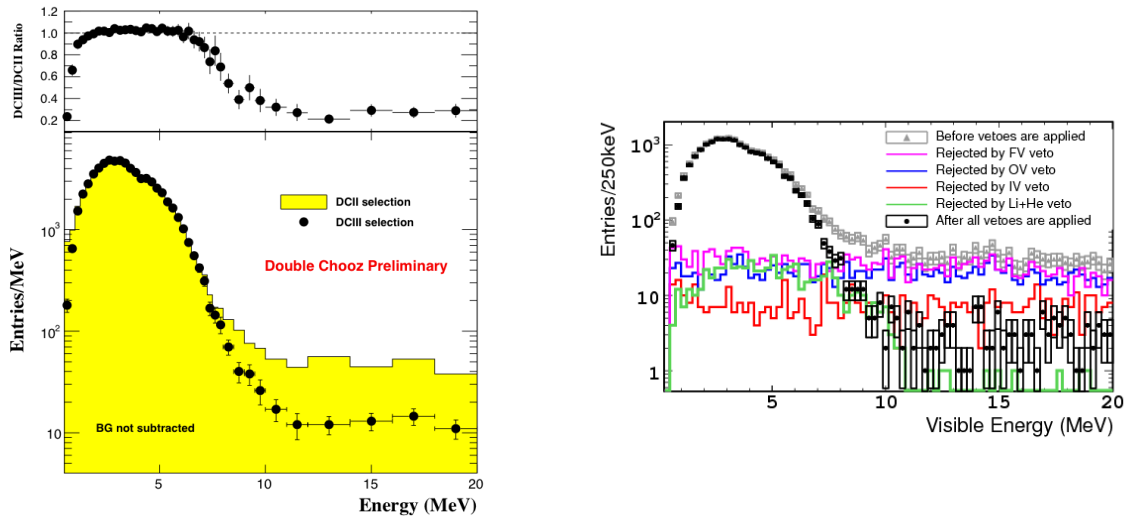 DCIII/DCII Ratio
1.2
1.0
0.8
0.6
0.4
0.2
Entries/MeV
10³
10²
10
DCII selection
DCIII selection
Double Chooz Preliminary
BG not subtracted
5
10
15
20
Energy (MeV)
Entries/250keV
10³
10²
10
1
Before vetoes are applied
Rejected by FV veto
Rejected by OV veto
Rejected by IV veto
Rejected by Li+He veto
After all vetoes are applied
5
10
15
20
Visible Energy (MeV)